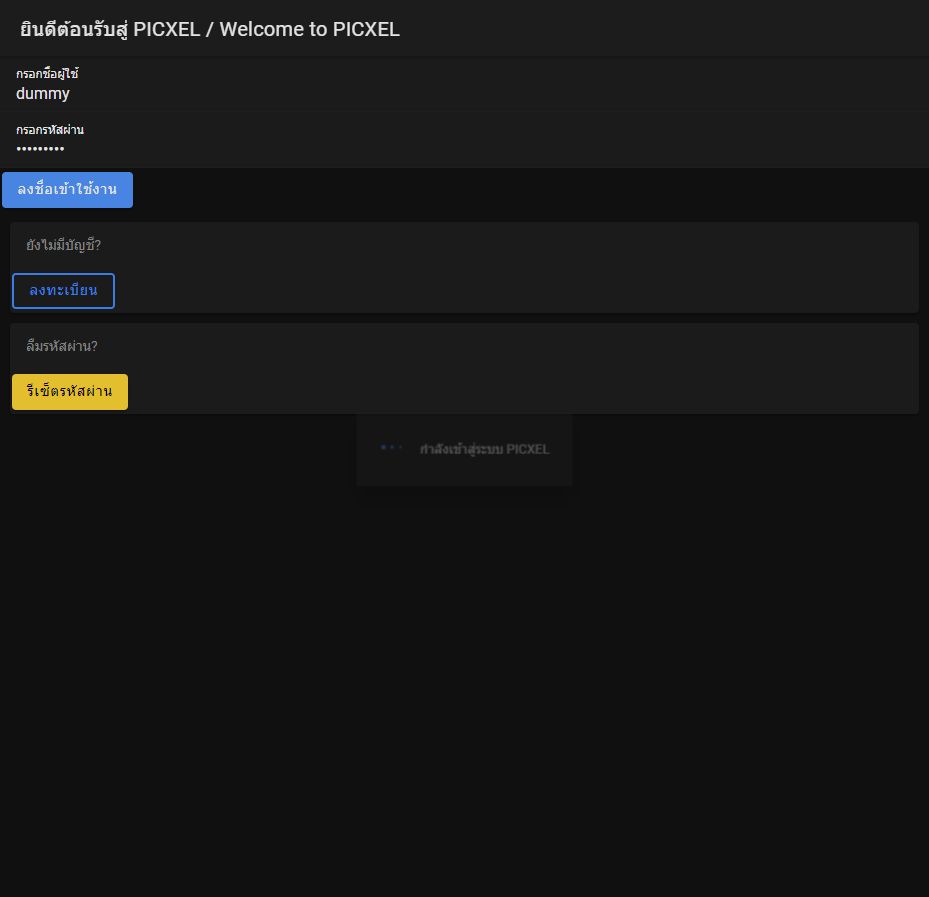 ยินดีต้อนรับสู่ PICXEL / Welcome to PICXEL
กรอกชื่อผู้ใช้
dummy
กรอกรหัสผ่าน
•••••••••
ลงชื่อเข้าใช้งาน
ยังไม่มีบัญชี?
ลงทะเบียน
ลืมรหัสผ่าน?
รีเซ็ตรหัสผ่าน
กำลังเข้าสู่ระบบ PICXEL